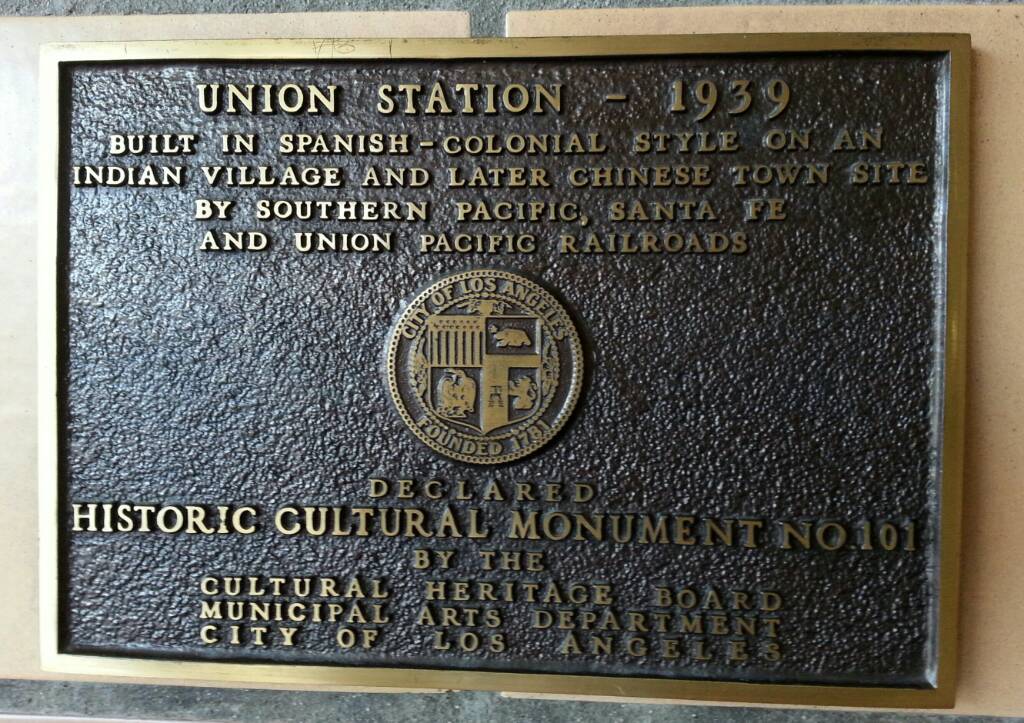 UNION STATION - 1939
BUILT IN SPANISH-COLONIAL STYLE ON AN
INDIAN VILLAGE AND LATER CHINESE TOWN SITE
BY SOUTHERN PACIFIC, SANTA FE
AND UNION PACIFIC RAILROADS
CITY OF LOS ANGELES
FOUNDED 1781
DECLARED
HISTORIC CULTURAL MONUMENT NO. 101
BY THE
CULTURAL HERITAGE BOARD
MUNICIPAL ARTS DEPARTMENT
CITY OF LOS ANGELES